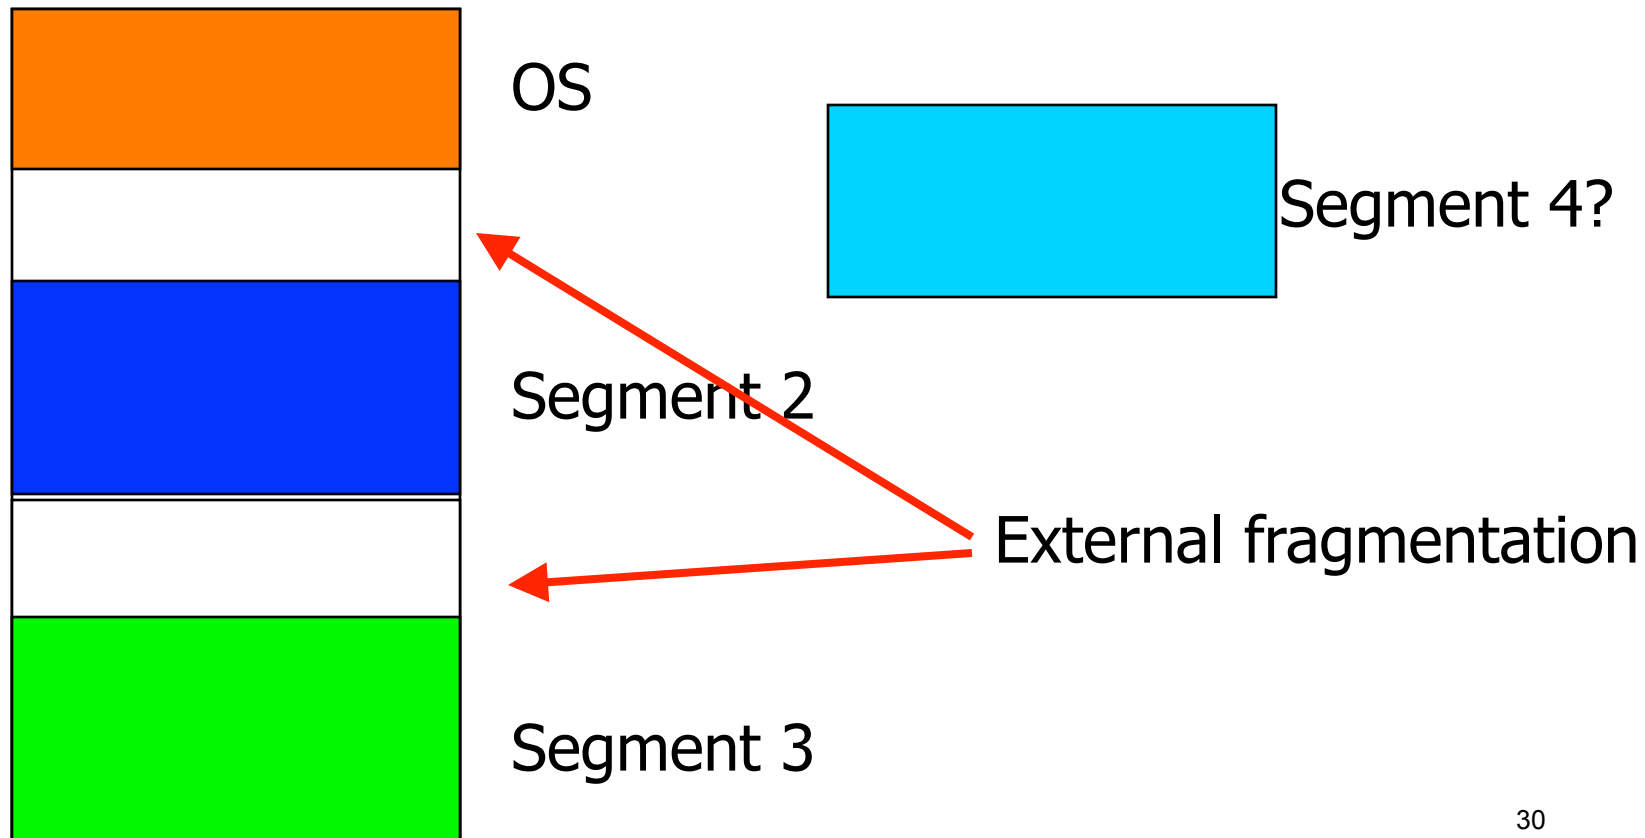 OS
Segment 4?
Segment 2
External fragmentation
Segment 3
30